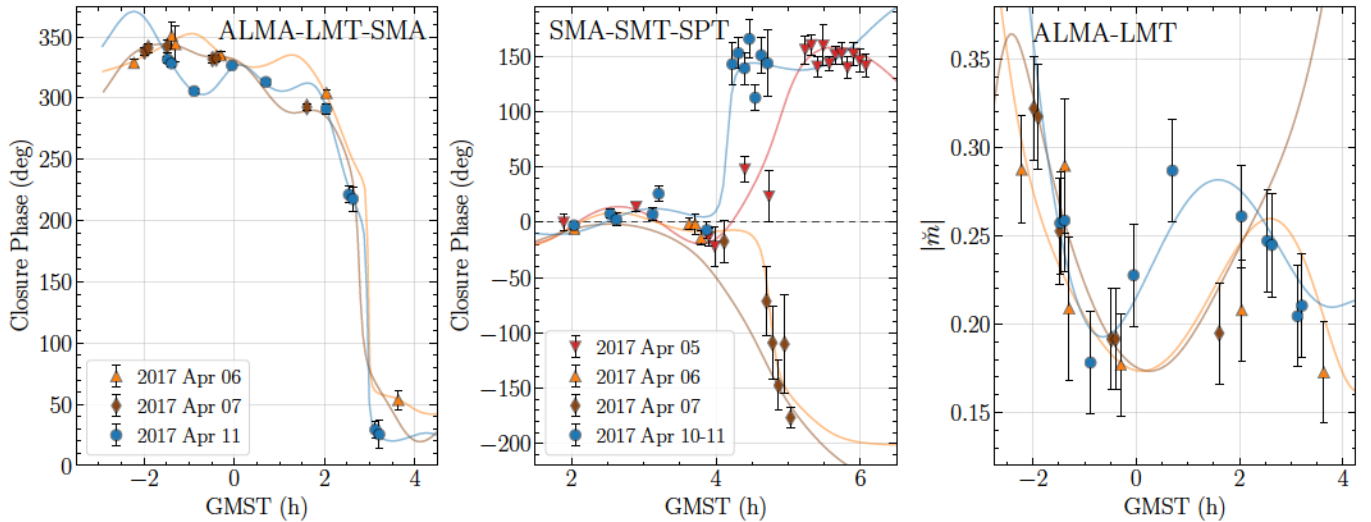 ALMA-LMT-SMA
Closure Phase (deg)
350
300
250
200
150
100
50
0
2017 Apr 06
2017 Apr 07
2017 Apr 11
−2
0
2
4
GMST (h)
SMA-SMT-SPT
Closure Phase (deg)
150
100
50
0
−50
−100
−150
−200
2017 Apr 05
2017 Apr 06
2017 Apr 07
2017 Apr 10-11
2
3
4
5
6
GMST (h)
ALMA-LMT
|m̆|
0.35
0.30
0.25
0.20
0.15
−2
0
2
4
GMST (h)